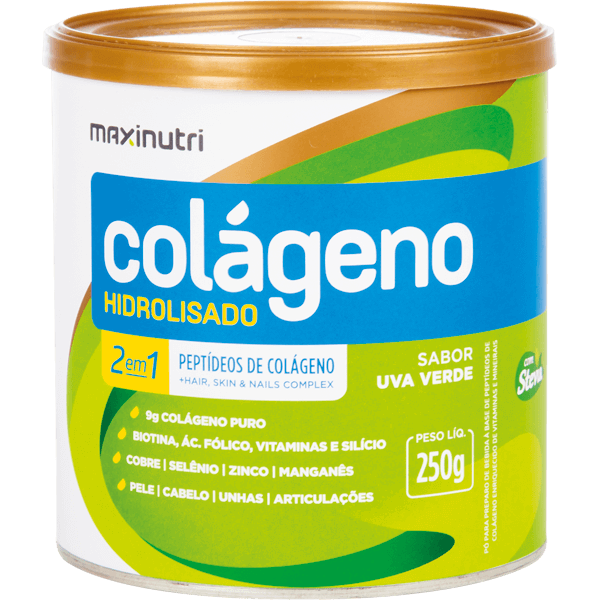 maxinutri
colágeno
HIDROLISADO
2em1
PEPTÍDEOS DE COLÁGENO
+HAIR, SKIN & NAILS COMPLEX
SABOR
UVA VERDE
com
Stevia
9g COLÁGENO PURO
BIOTINA, ÁC. FÓLICO, VITAMINAS E SILÍCIO
COBRE | SELÊNIO | ZINCO | MANGANÊS
PELE | CABELO | UNHAS | ARTICULAÇÕES
PESO LÍQ.
250g
PÓ PARA PREPARO DE BEBIDA À BASE DE PEPTÍDEOS DE
COLÁGENO ENRIQUECIDO DE VITAMINAS E MINERAIS